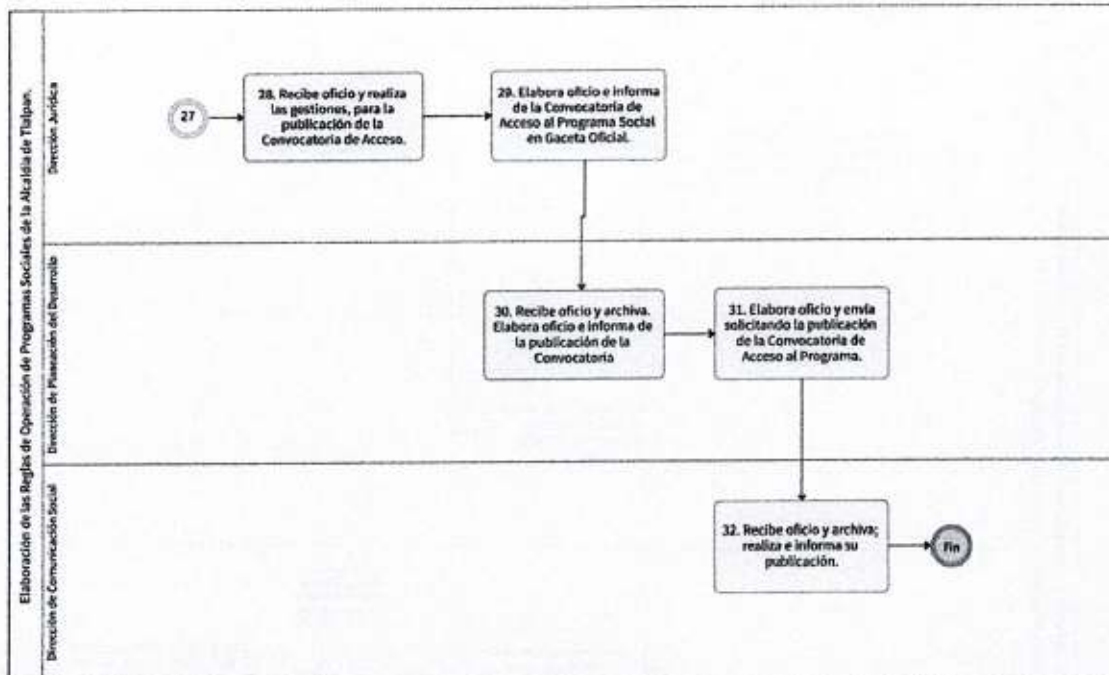 Elaboración de las Reglas de Operación de Programas Sociales de la Alcaldía de Tlalpan.
Dirección Jurídica
27
28. Recibe oficio y realiza
las gestiones, para la
publicación de la
Convocatoria de Acceso.
29. Elabora oficio e informa
de la Convocatoria de
Acceso al Programa Social
en Gaceta Oficial.
Dirección de Planeación del Desarrollo
30. Recibe oficio y archiva.
Elabora oficio e informa de
la publicación de la
Convocatoria
31. Elabora oficio y envía
solicitando la publicación
de la Convocatoria de
Acceso al Programa.
Dirección de Comunicación Social
32. Recibe oficio y archiva;
realiza e informa su
publicación.
Fin